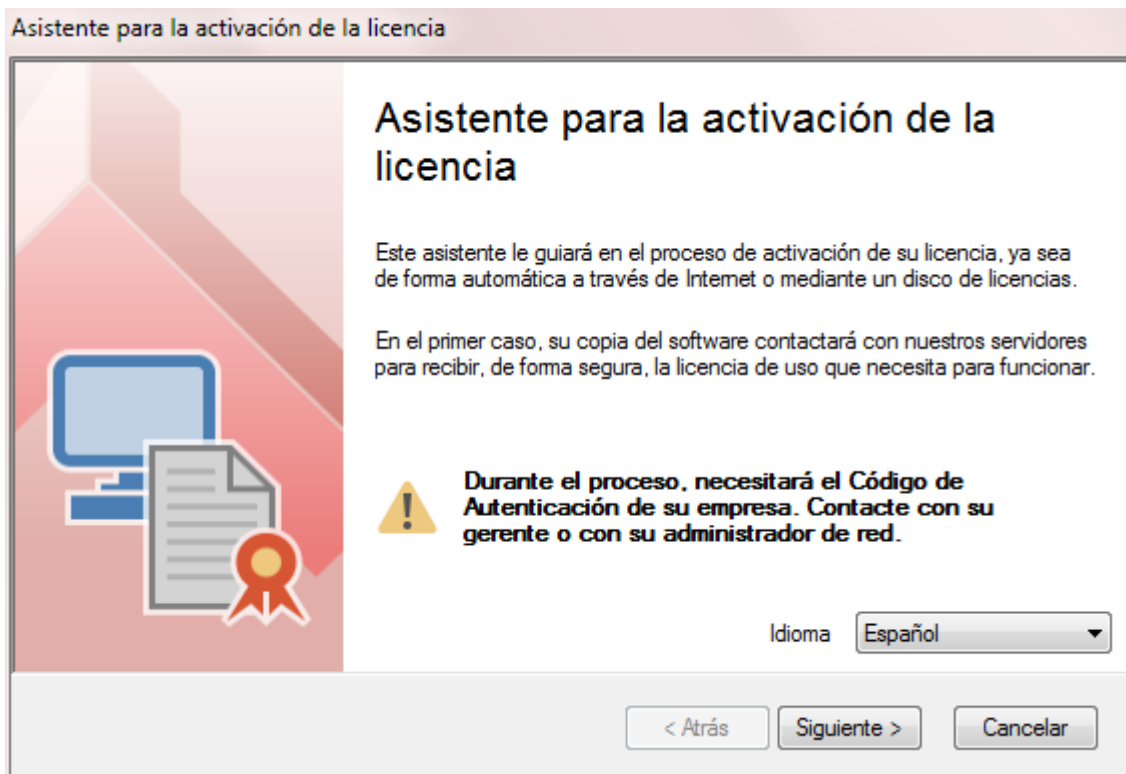 Asistente para la activación de la licencia
Asistente para la activación de la
licencia
Este asistente le guiará en el proceso de activación de su licencia, ya sea
de forma automática a través de Internet o mediante un disco de licencias.
En el primer caso, su copia del software contactará con nuestros servidores
para recibir, de forma segura, la licencia de uso que necesita para funcionar.
Durante el proceso, necesitará el Código de
Autenticación de su empresa. Contacte con su
gerente o con su administrador de red.
Idioma Español
< Atrás Siguiente > Cancelar